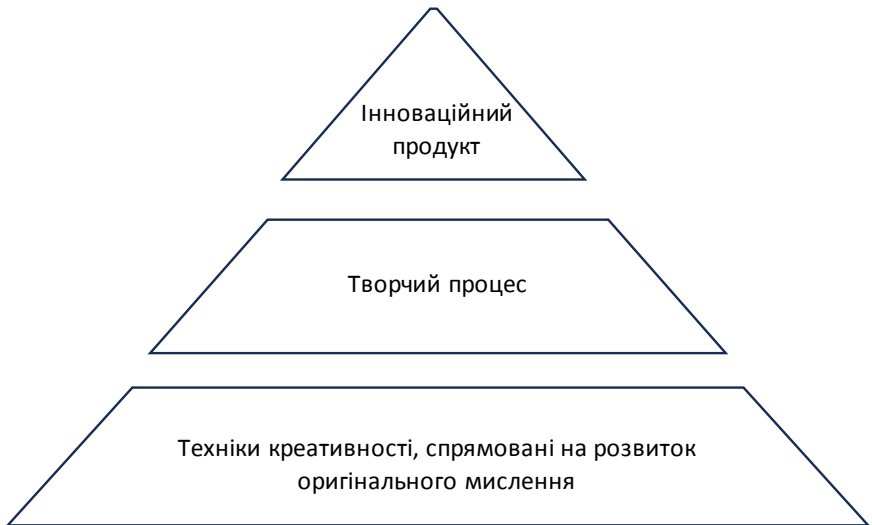 Інноваційний
продукт
Творчий процес
Техніки креативності, спрямовані на розвиток
оригінального мислення